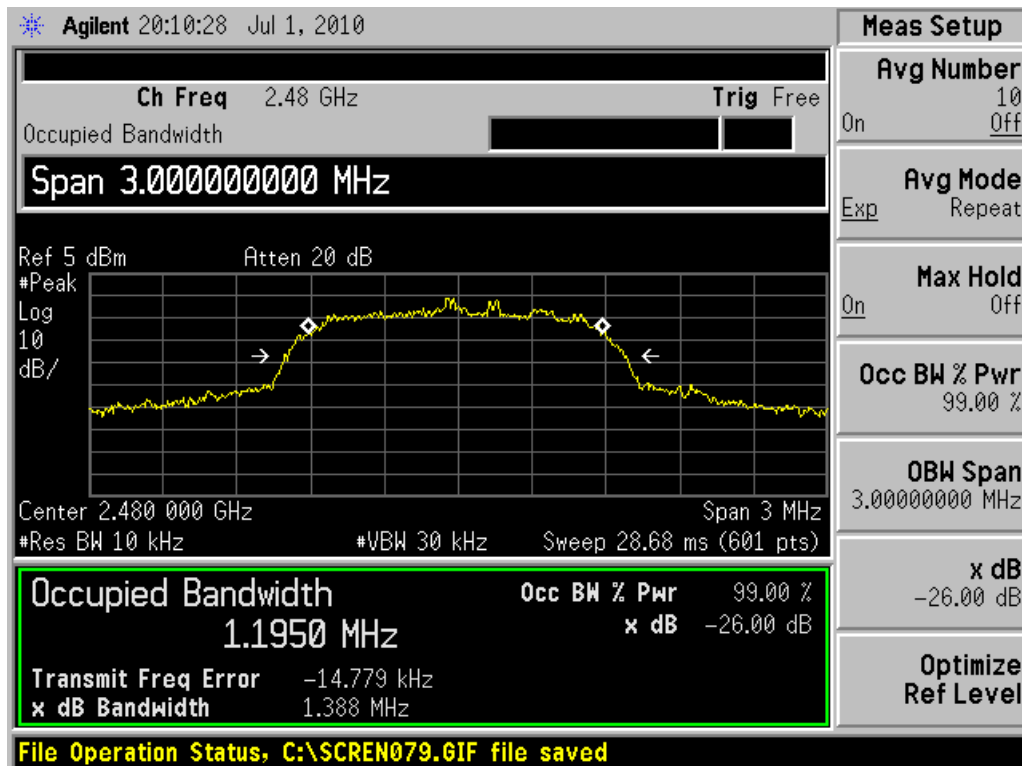 Agilent 20:10:28 Jul 1, 2010
Ch Freq 2.48 GHz Trig Free
Occupied Bandwidth
Span 3.000000000 MHz
Ref 5 dBm Atten 20 dB
#Peak
Log
10
dB/
Center 2.480 000 GHz Span 3 MHz
#Res BW 10 kHz #VBW 30 kHz Sweep 28.68 ms (601 pts)
Occupied Bandwidth Occ BW % Pwr 99.00 %
1.1950 MHz x dB -26.00 dB
Transmit Freq Error -14.779 kHz
x dB Bandwidth 1.388 MHz
File Operation Status, C:\SCREN079.GIF file saved
Meas Setup
Avg Number
10
On Off
Avg Mode
Exp Repeat
Max Hold
On Off
Occ BW % Pwr
99.00 %
OBW Span
3.00000000 MHz
x dB
-26.00 dB
Optimize
Ref Level